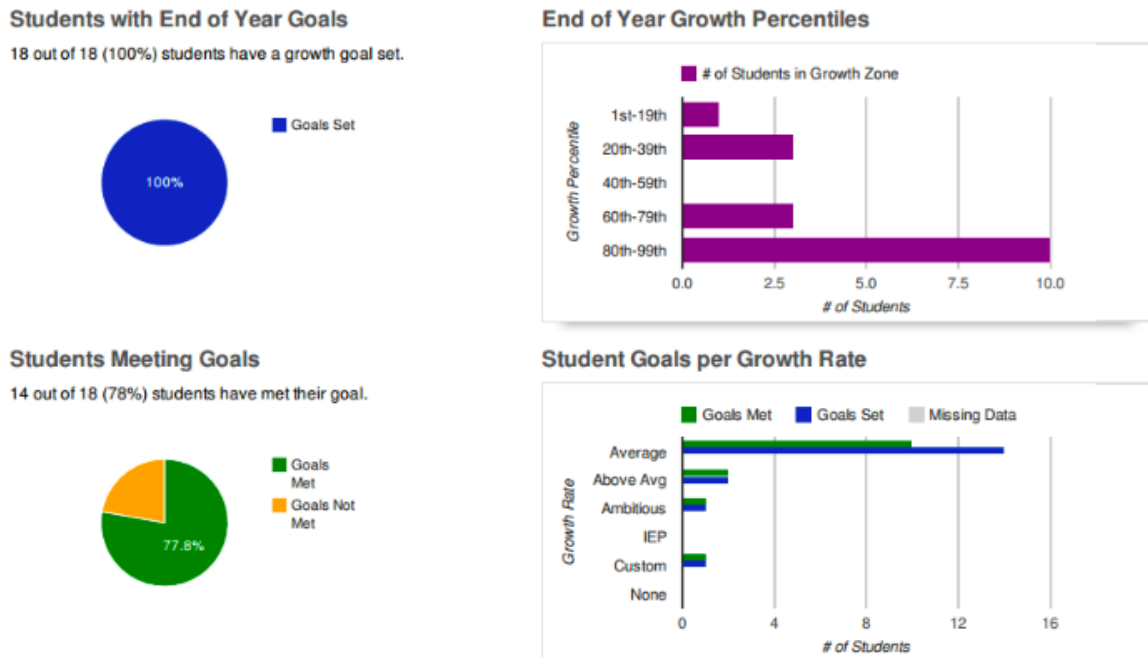 Students with End of Year Goals
18 out of 18 (100%) students have a growth goal set.
Goals Set
100%
End of Year Growth Percentiles
# of Students in Growth Zone
Growth Percentile
1st-19th
20th-39th
40th-59th
60th-79th
80th-99th
0.0 2.5 5.0 7.5 10.0
# of Students
Students Meeting Goals
14 out of 18 (78%) students have met their goal.
Goals
Met
Goals Not
Met
77.8%
Student Goals per Growth Rate
Goals Met Goals Set Missing Data
Growth Rate
Average
Above Avg
Ambitious
IEP
Custom
None
0 4 8 12 16
# of Students